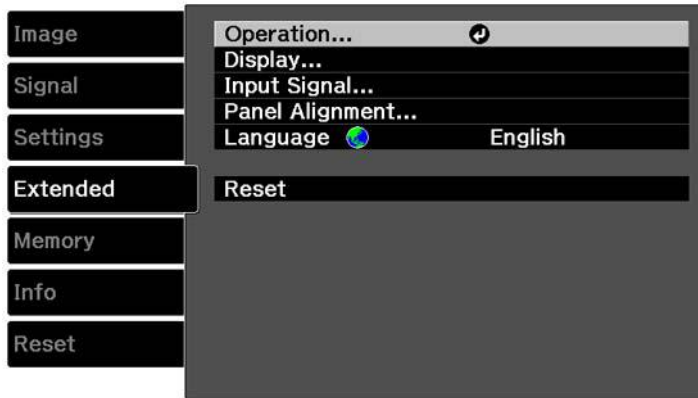 Image
Signal
Settings
Extended
Memory
Info
Reset
Operation...
Display...
Input Signal...
Panel Alignment...
Language English
Reset